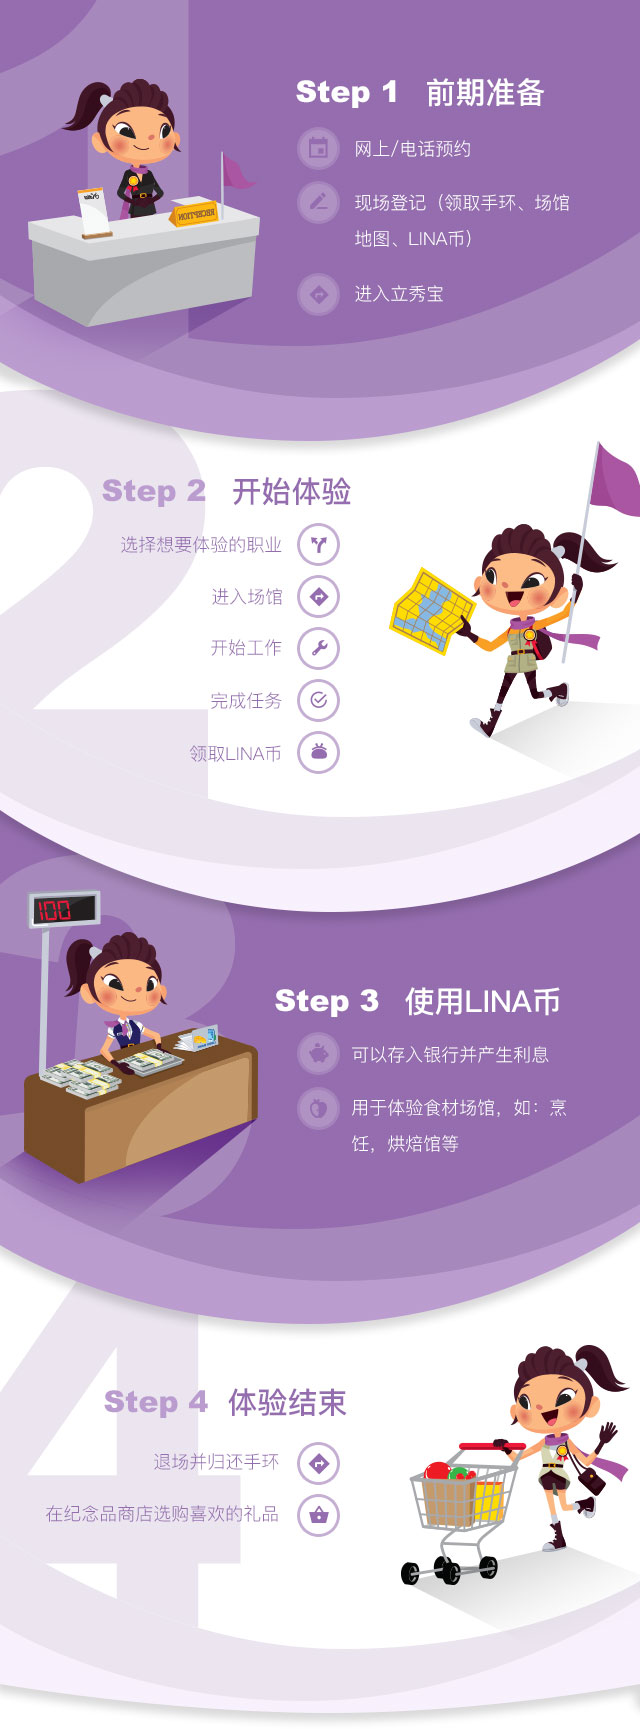 Step 1 前期准备
网上/电话预约
现场登记（领取手环、场馆
地图、LINA币）
进入立秀宝
Step 2 开始体验
选择想要体验的职业
进入场馆
开始工作
完成任务
领取LINA币
100
Step 3 使用LINA币
可以存入银行并产生利息
用于体验食材场馆，如：烹
饪，烘焙馆等
Step 4 体验结束
退场并归还手环
在纪念品商店选购喜欢的礼品
1
RECEPTION
2
3
4